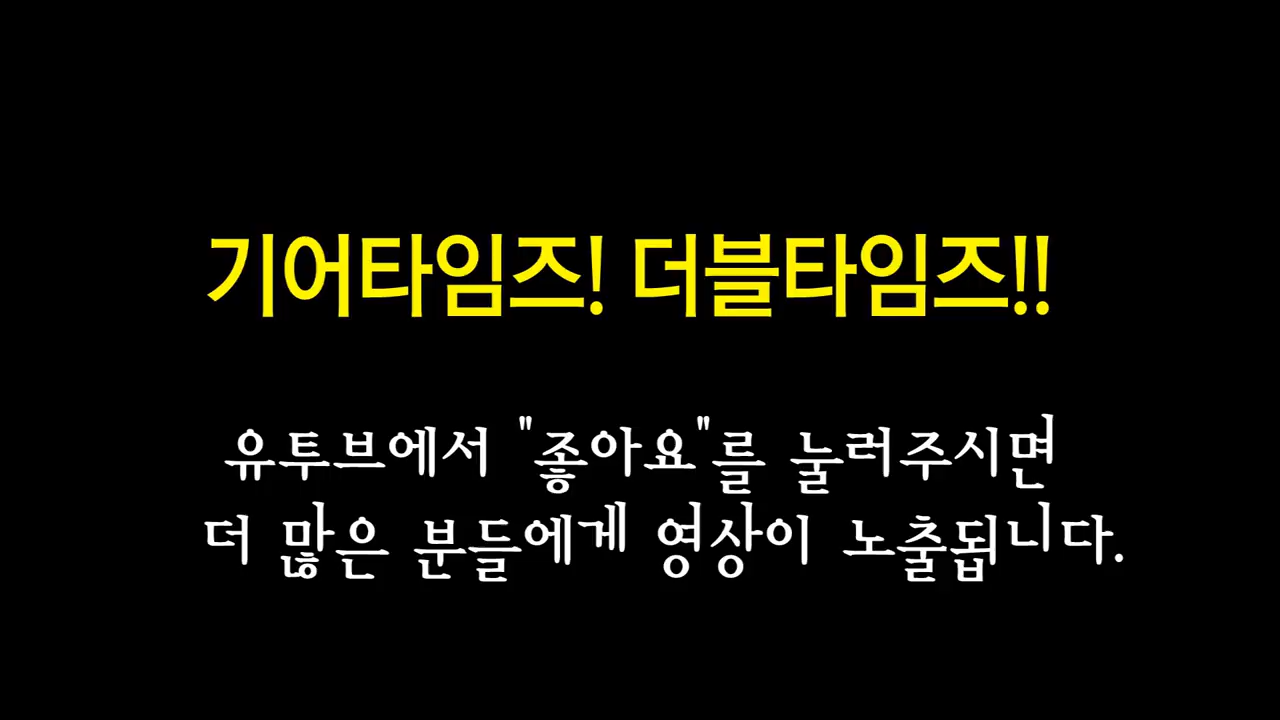 기어타임즈! 더블타임즈!!
유투브에서 "좋아요"를 눌러주시면
더 많은 분들에게 영상이 노출됩니다.